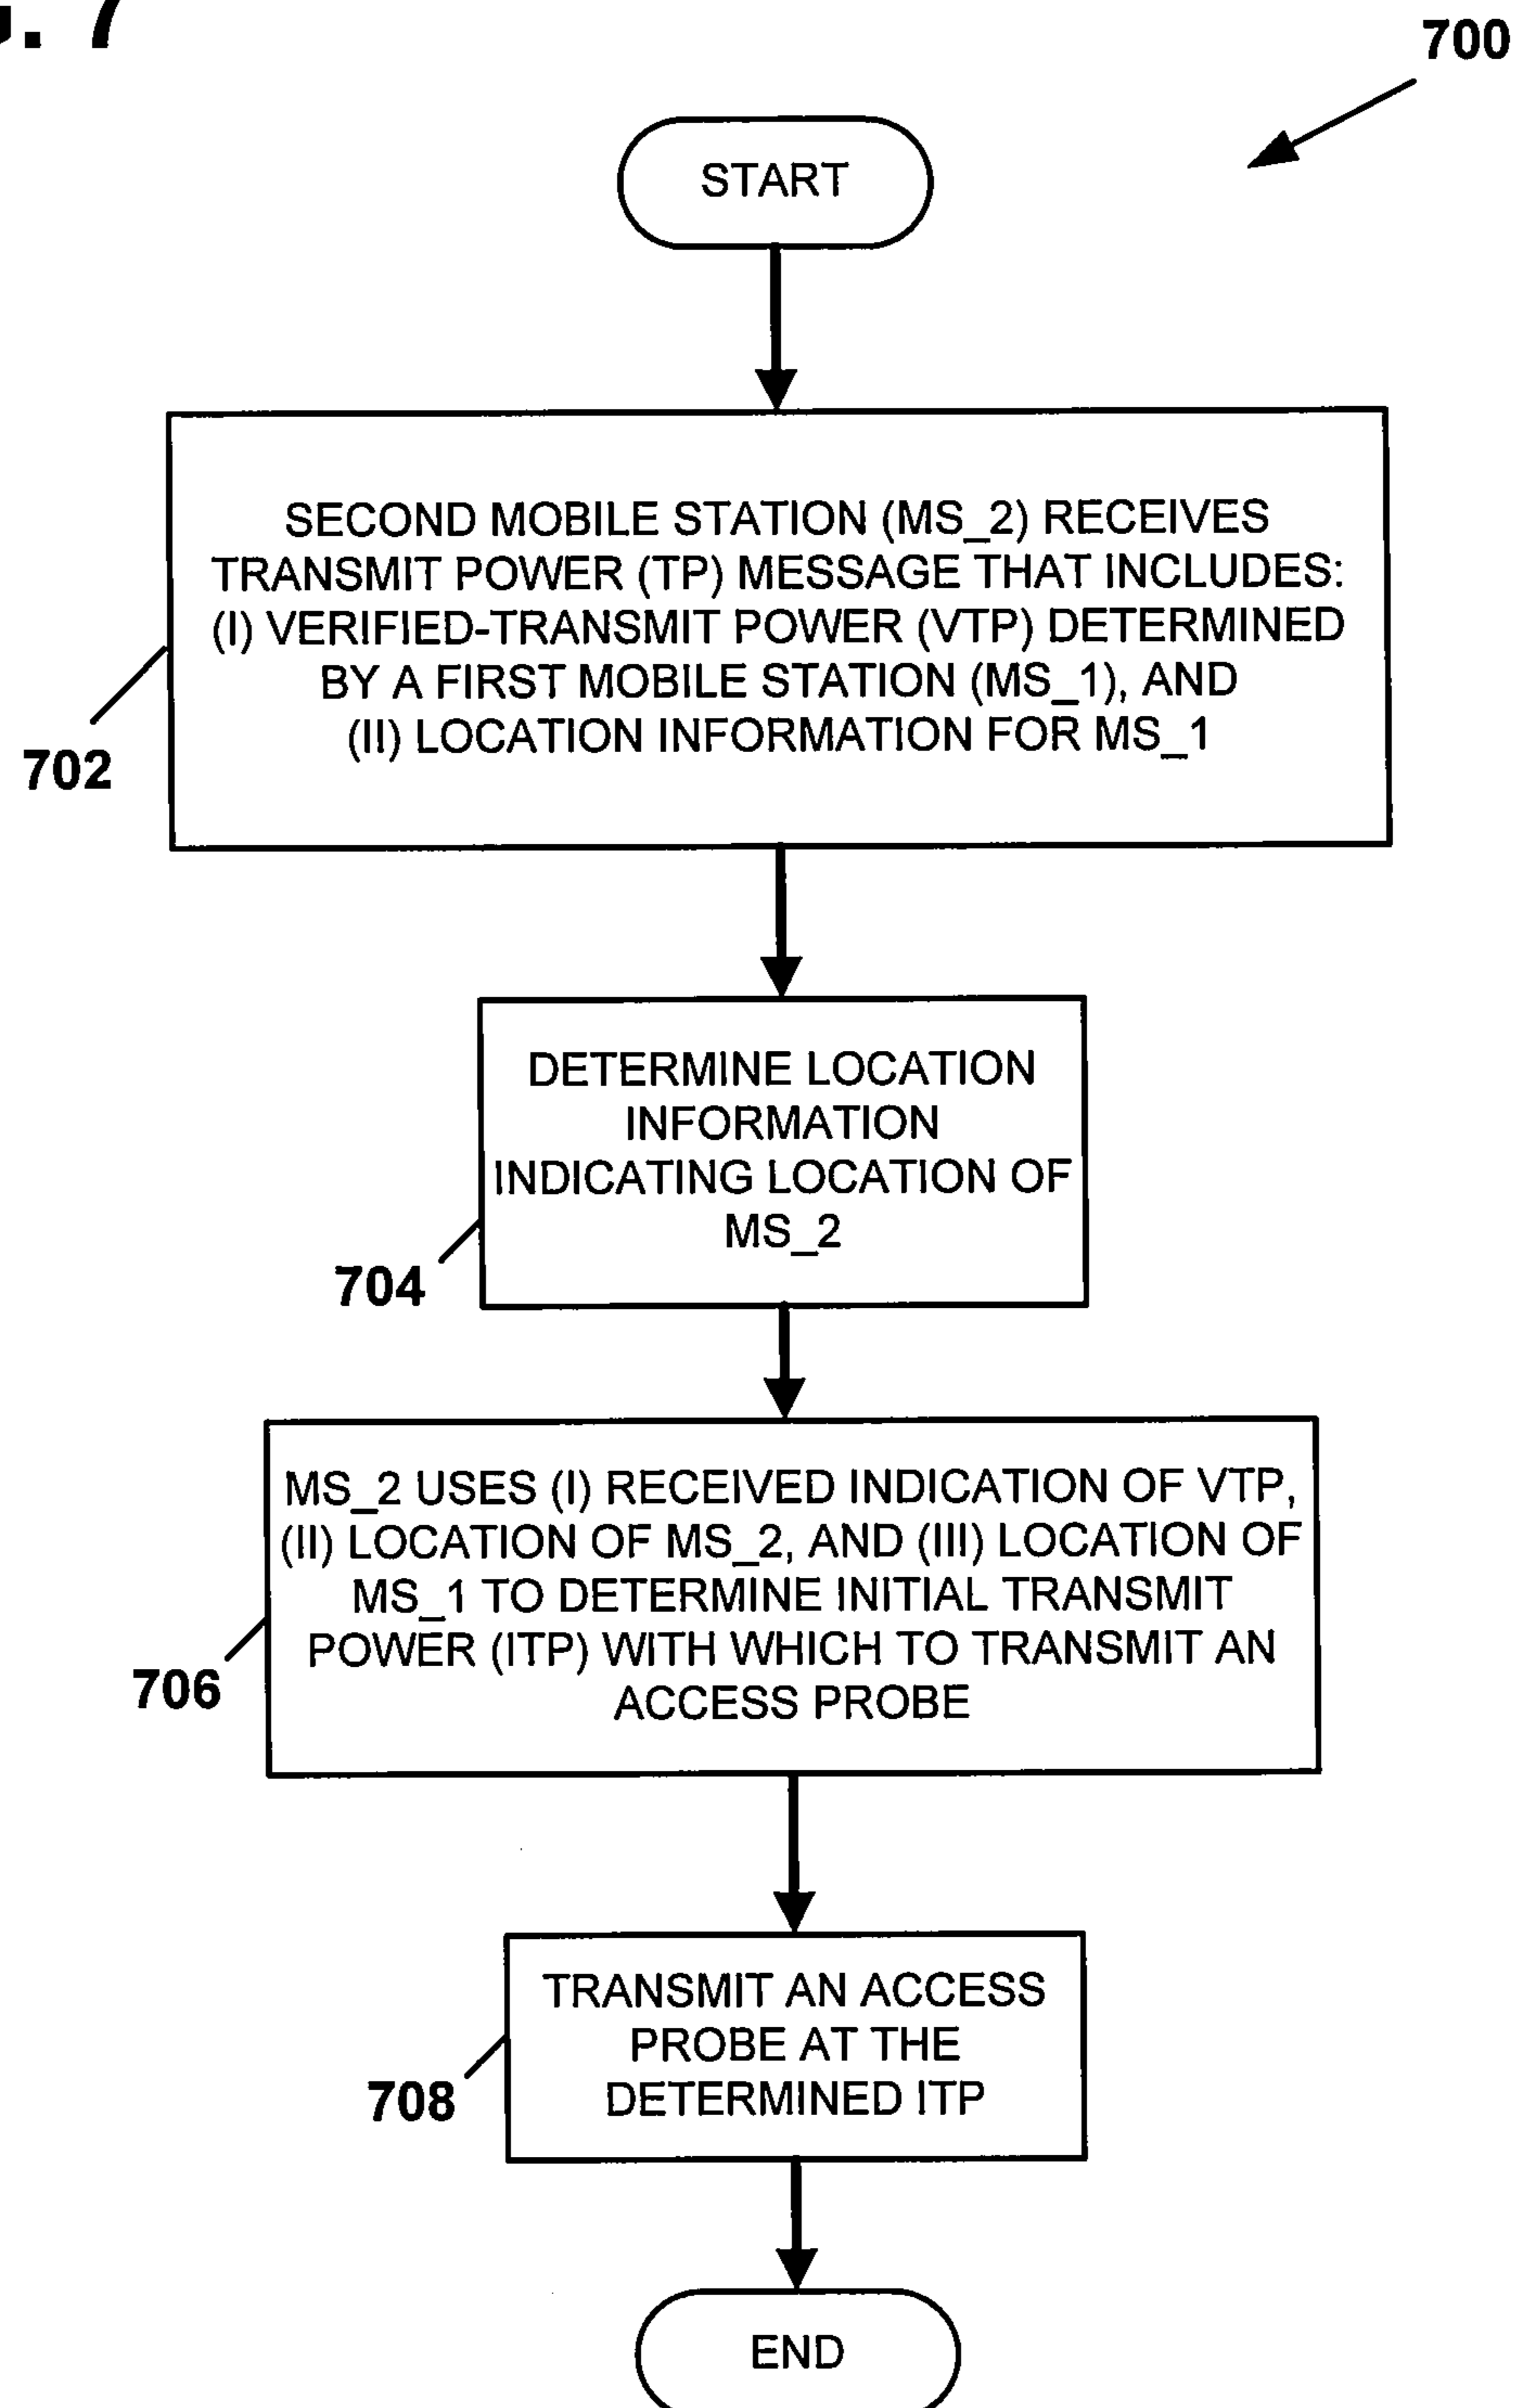 . 7
700
START
SECOND MOBILE STATION (MS_2) RECEIVES
TRANSMIT POWER (TP) MESSAGE THAT INCLUDES:
(I) VERIFIED-TRANSMIT POWER (VTP) DETERMINED
BY A FIRST MOBILE STATION (MS_1), AND
(II) LOCATION INFORMATION FOR MS_1
702
DETERMINE LOCATION
INFORMATION
INDICATING LOCATION OF
MS_2
704
MS_2 USES (I) RECEIVED INDICATION OF VTP,
(II) LOCATION OF MS_2, AND (III) LOCATION OF
MS_1 TO DETERMINE INITIAL TRANSMIT
POWER (ITP) WITH WHICH TO TRANSMIT AN
ACCESS PROBE
706
TRANSMIT AN ACCESS
PROBE AT THE
DETERMINED ITP
708
END